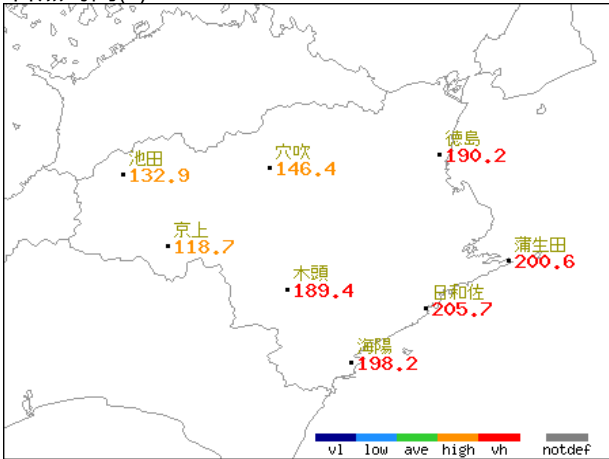 徳島
190.2
穴吹
146.4
池田
132.9
京上
118.7
蒲生田
200.6
木頭
189.4
日和佐
205.7
海陽
198.2
vl low ave high vh notdef